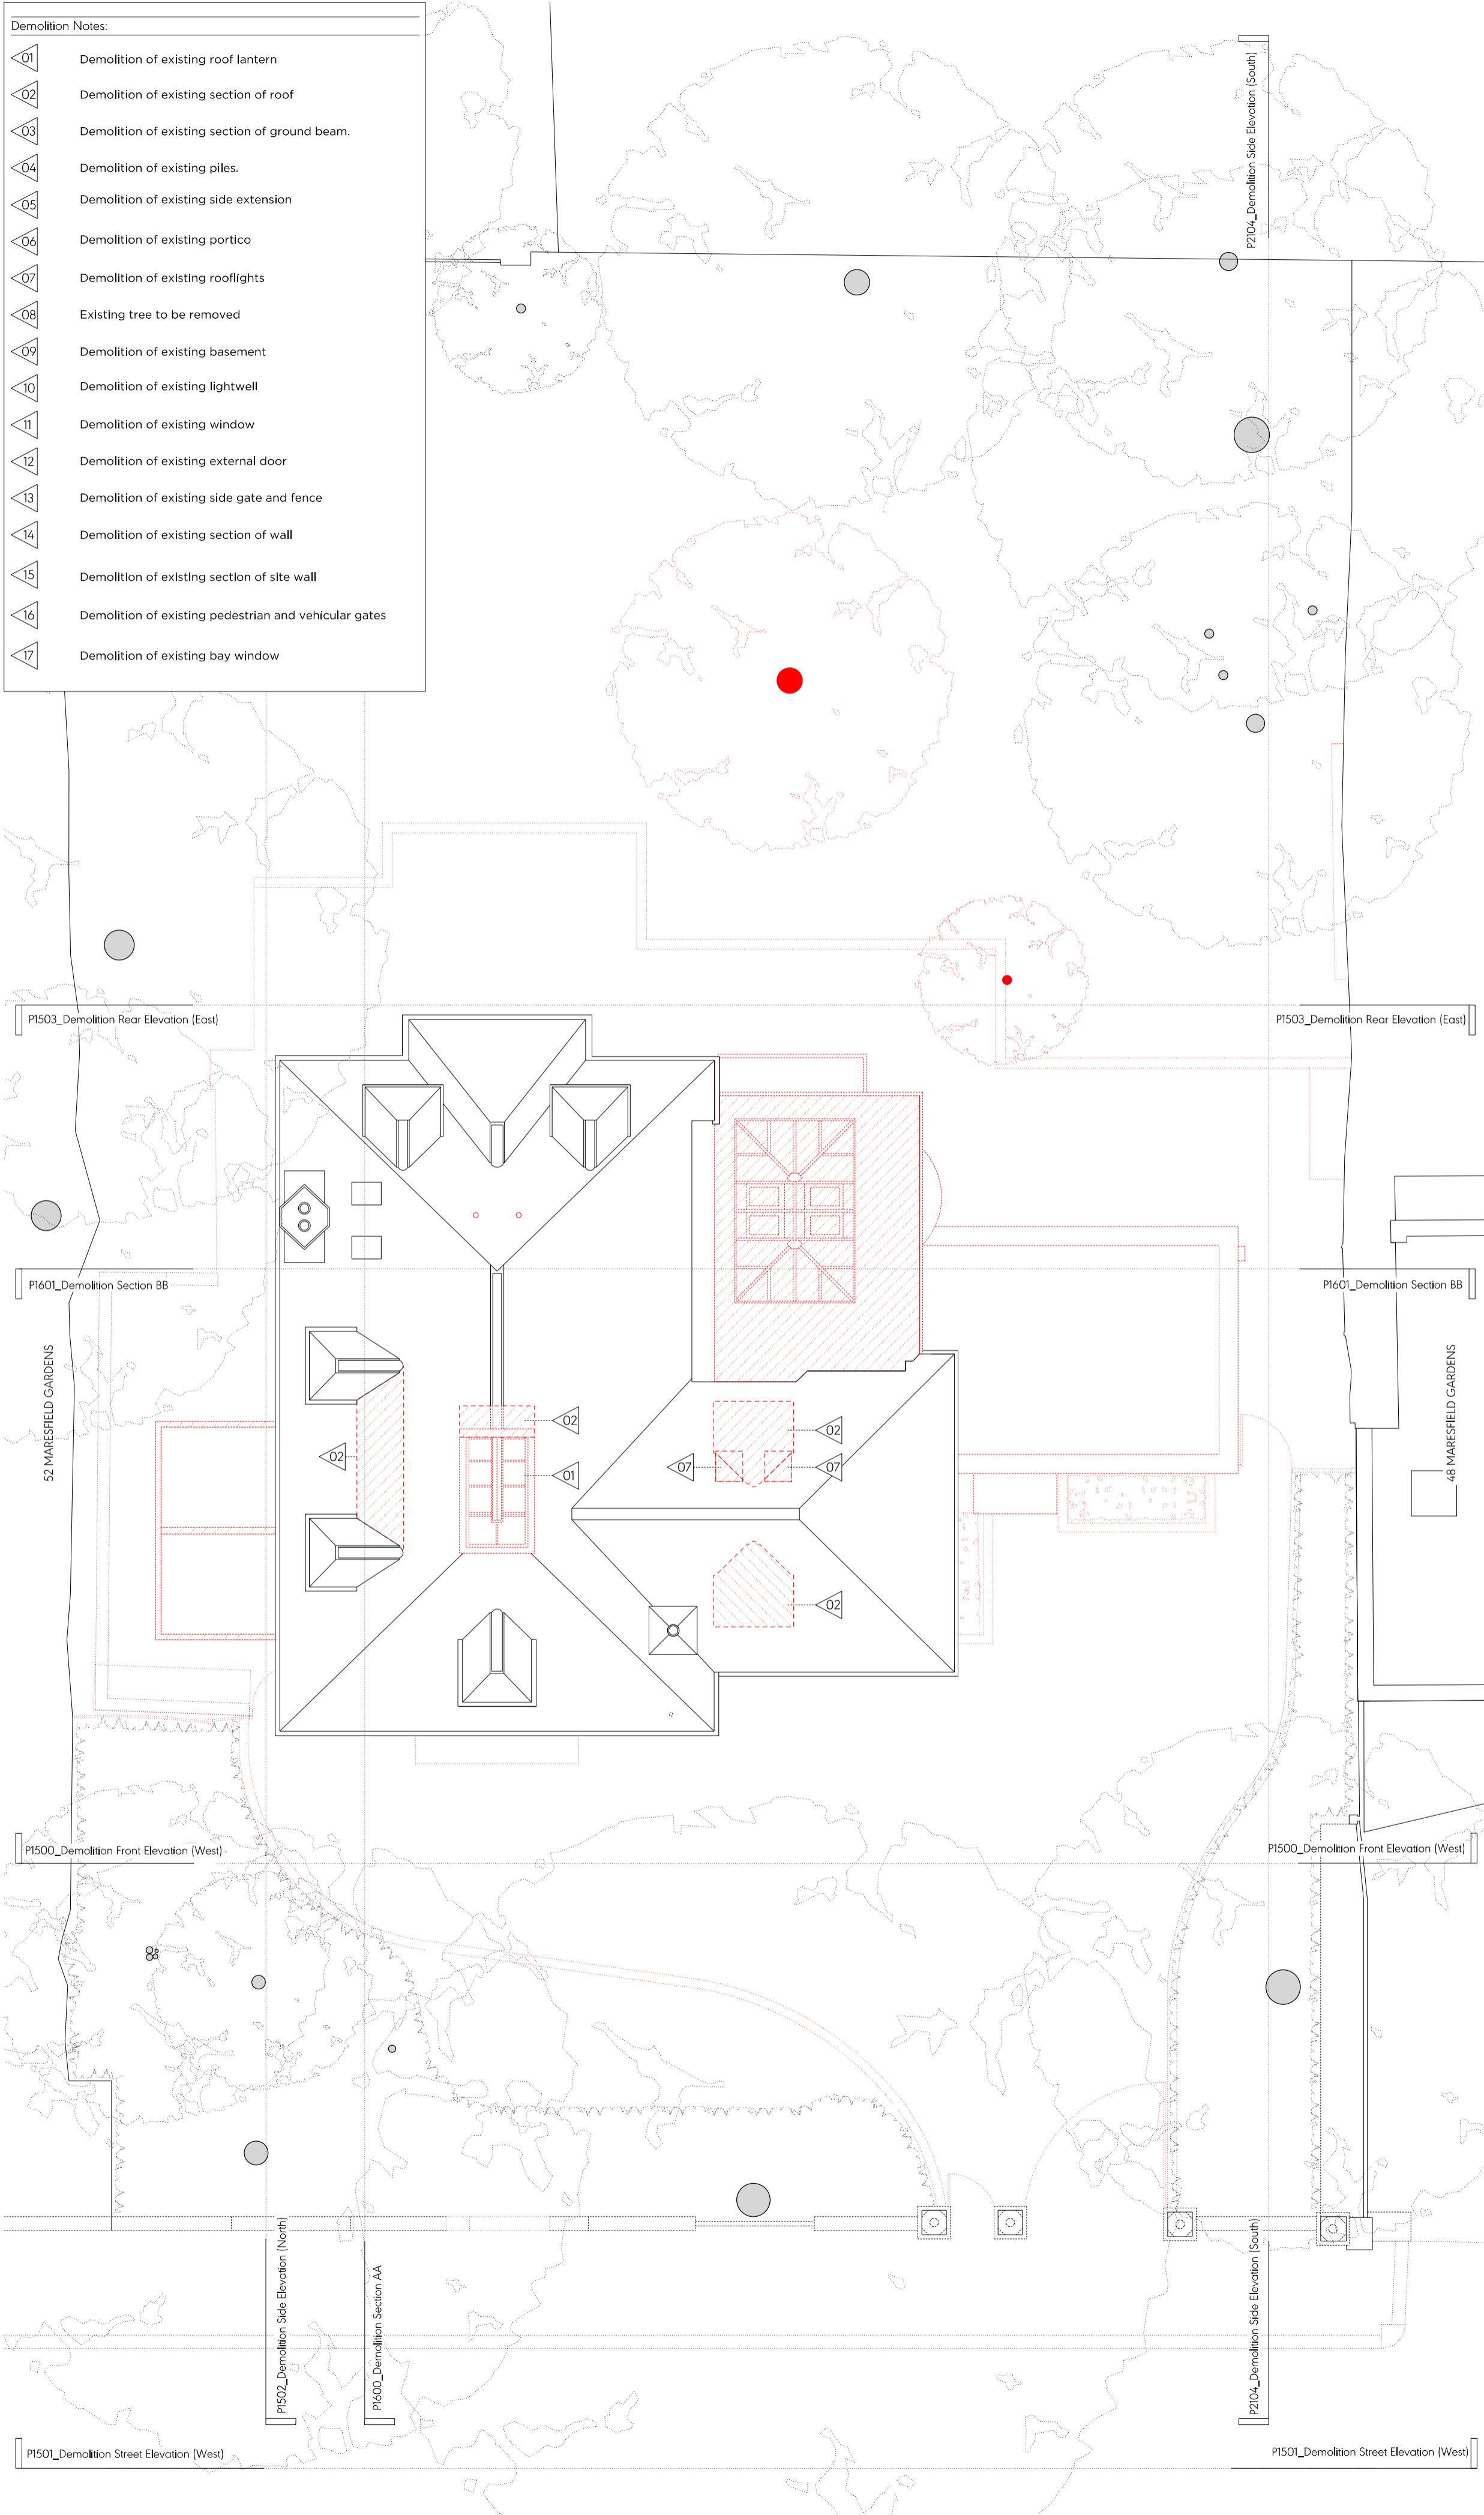 Demolition Notes:
01 Demolition of existing roof lantern
02 Demolition of existing section of roof
03 Demolition of existing section of ground beam.
04 Demolition of existing piles.
05 Demolition of existing side extension
06 Demolition of existing portico
07 Demolition of existing rooflights
08 Existing tree to be removed
09 Demolition of existing basement
10 Demolition of existing lightwell
11 Demolition of existing window
12 Demolition of existing external door
13 Demolition of existing side gate and fence
14 Demolition of existing section of wall
15 Demolition of existing section of site wall
16 Demolition of existing pedestrian and vehicular gates
17 Demolition of existing bay window
P2104_Demolition Side Elevation (South)
P1503_Demolition Rear Elevation (East)
P1503_Demolition Rear Elevation (East)
P1601_Demolition Section BB
P1601_Demolition Section BB
52 MARESFIELD GARDENS
48 MARESFIELD GARDENS
02
02
02
07
07
01
02
P1500_Demolition Front Elevation (West)
P1500_Demolition Front Elevation (West)
P1502_Demolition Side Elevation (North)
P1600_Demolition Section AA
P2104_Demolition Side Elevation (South)
P1501_Demolition Street Elevation (West)
P1501_Demolition Street Elevation (West)